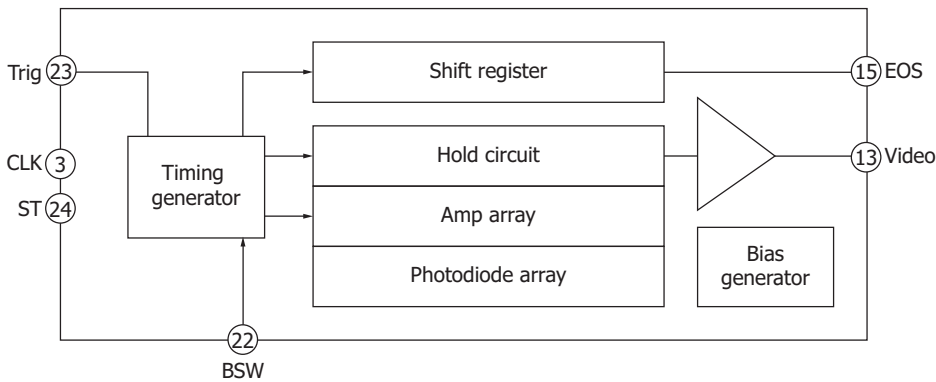 Trig 23
Shift register
15 EOS
CLK 3
Timing
generator
Hold circuit
13 Video
ST 24
Amp array
Photodiode array
Bias
generator
22
BSW